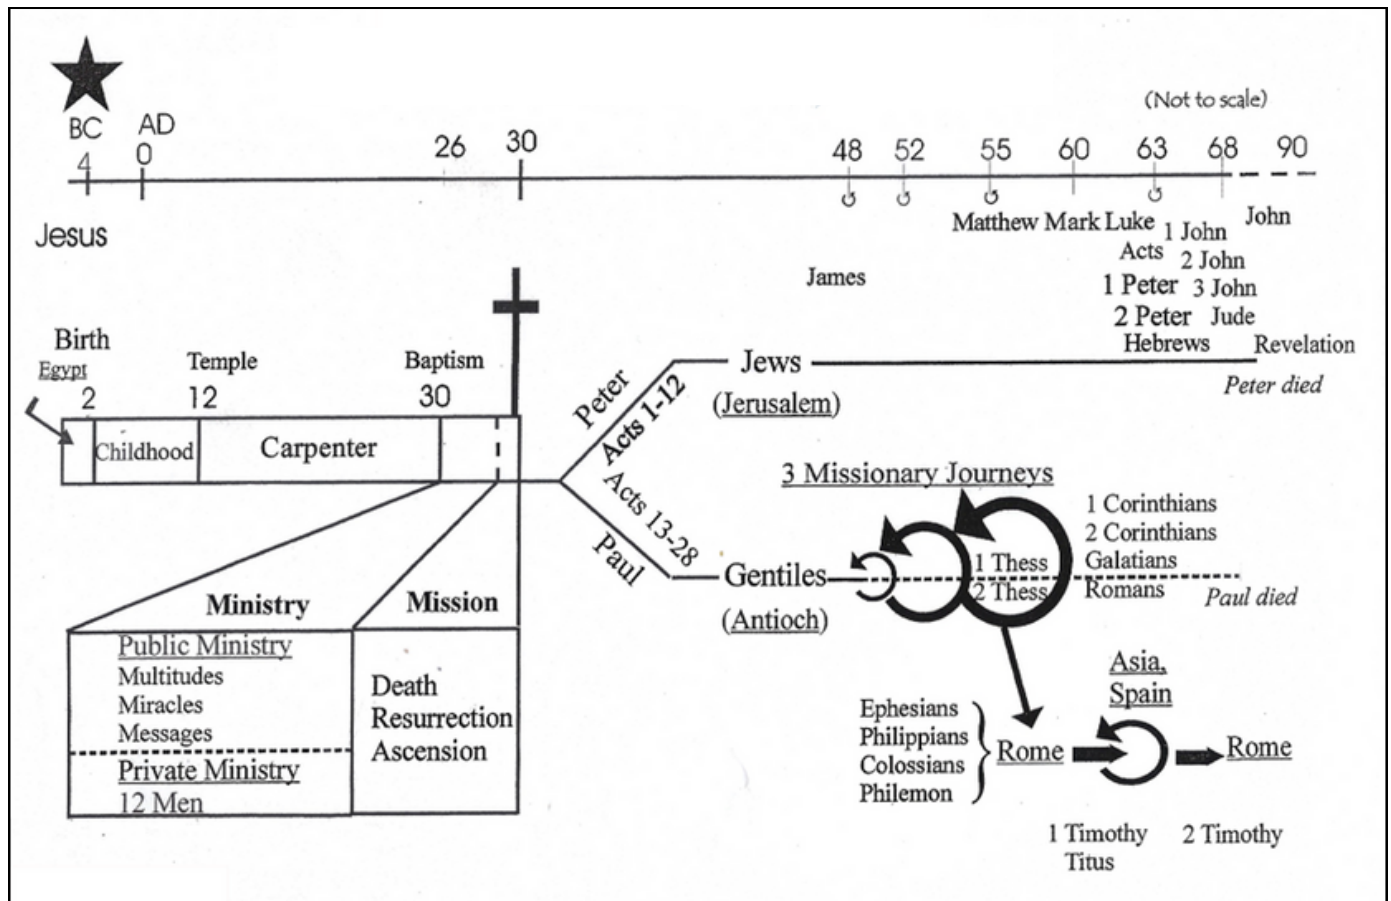 (Not to scale)
BC AD
4 0 26 30 48 52 55 60 63 68 90
Jesus
Matthew Mark Luke
John
1 John
Acts
2 John
James
1 Peter 3 John
2 Peter Jude
Hebrews
Revelation
Peter died
Birth
Egypt
Temple
Baptism
2 12 30
Childhood
Carpenter
Peter
Acts 1-12
Jews
(Jerusalem)
Acts 13-28
Paul
3 Missionary Journeys
Gentiles
(Antioch)
1 Thess
2 Thess
1 Corinthians
2 Corinthians
Galatians
Romans
Paul died
Ministry
Mission
Public Ministry
Multitudes
Miracles
Messages
Private Ministry
12 Men
Death
Resurrection
Ascension
Ephesians
Philippians
Colossians
Philemon
Rome
Asia,
Spain
Rome
1 Timothy
Titus
2 Timothy